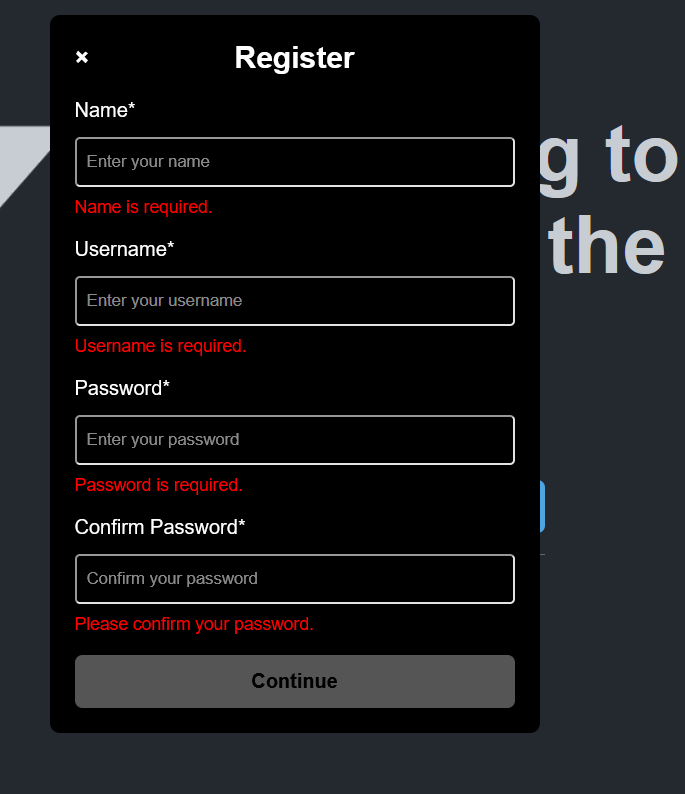 × Register
Name*
Enter your name
Name is required.
Username*
Enter your username
Username is required.
Password*
Enter your password
Password is required.
Confirm Password*
Confirm your password
Please confirm your password.
Continue
to
the